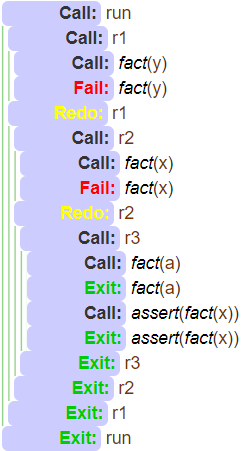 Call: run
Call: r1
Call: fact(y)
Fail: fact(y)
Redo: r1
Call: r2
Call: fact(x)
Fail: fact(x)
Redo: r2
Call: r3
Call: fact(a)
Exit: fact(a)
Call: assert(fact(x))
Exit: assert(fact(x))
Exit: r3
Exit: r2
Exit: r1
Exit: run